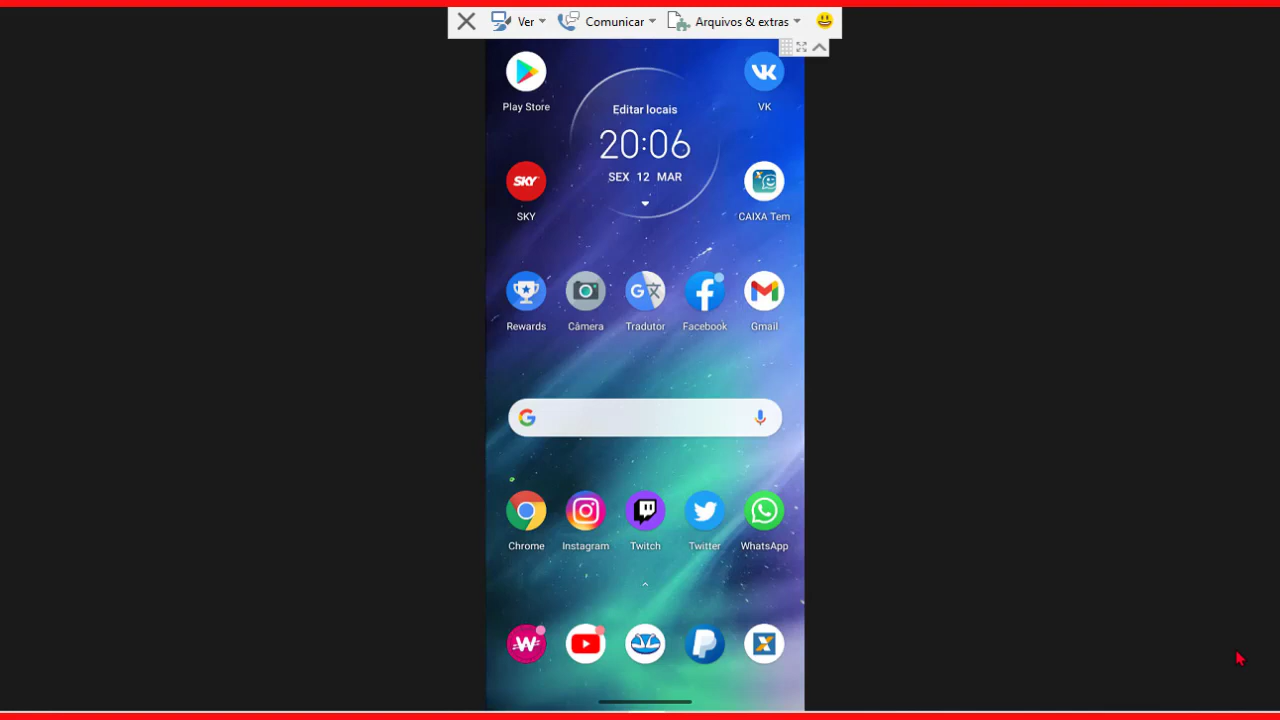 Ver
Comunicar
Arquivos & extras
Play Store
Editar locais
20:06
SEX 12 MAR
VK
SKY
SKY
CAIXA Tem
Rewards
Câmera
Tradutor
Facebook
Gmail
Chrome
Instagram
Twitch
Twitter
WhatsApp